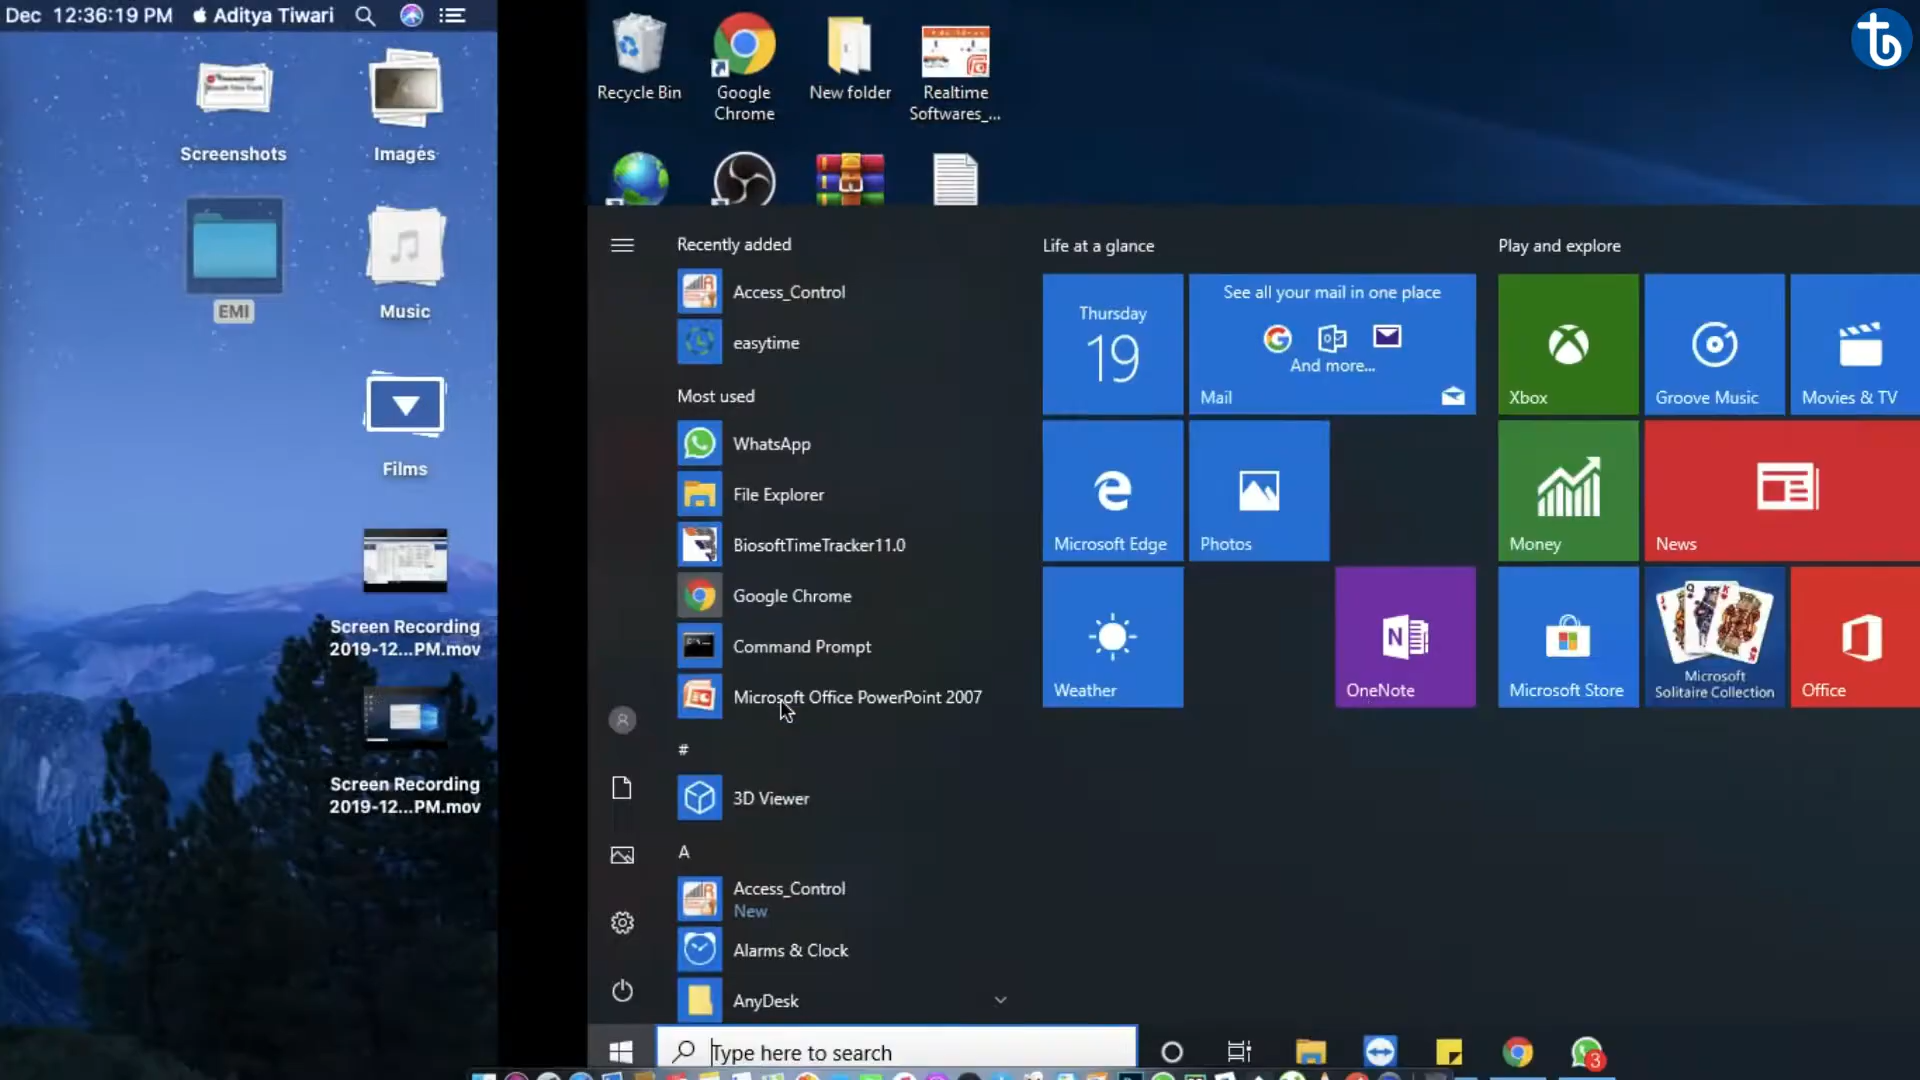 Dec 12:36:19 PM Aditya Tiwari
Screenshots
Images
EMI
Music
Films
Screen Recording
2019-12...PM.mov
Screen Recording
2019-12...PM.mov
Recycle Bin
Google
Chrome
New folder
Realtime
Softwares_...
Recently added
Access_Control
easytime
Most used
WhatsApp
File Explorer
BiosoftTimeTracker11.0
Google Chrome
Command Prompt
Microsoft Office PowerPoint 2007
#
3D Viewer
A
Access_Control
New
Alarms & Clock
AnyDesk
Type here to search
Life at a glance
Thursday
19
See all your mail in one place
And more...
Mail
Microsoft Edge
Photos
Weather
OneNote
Play and explore
Xbox
Groove Music
Movies & TV
Money
News
Microsoft Store
Microsoft
Solitaire Collection
Office
3